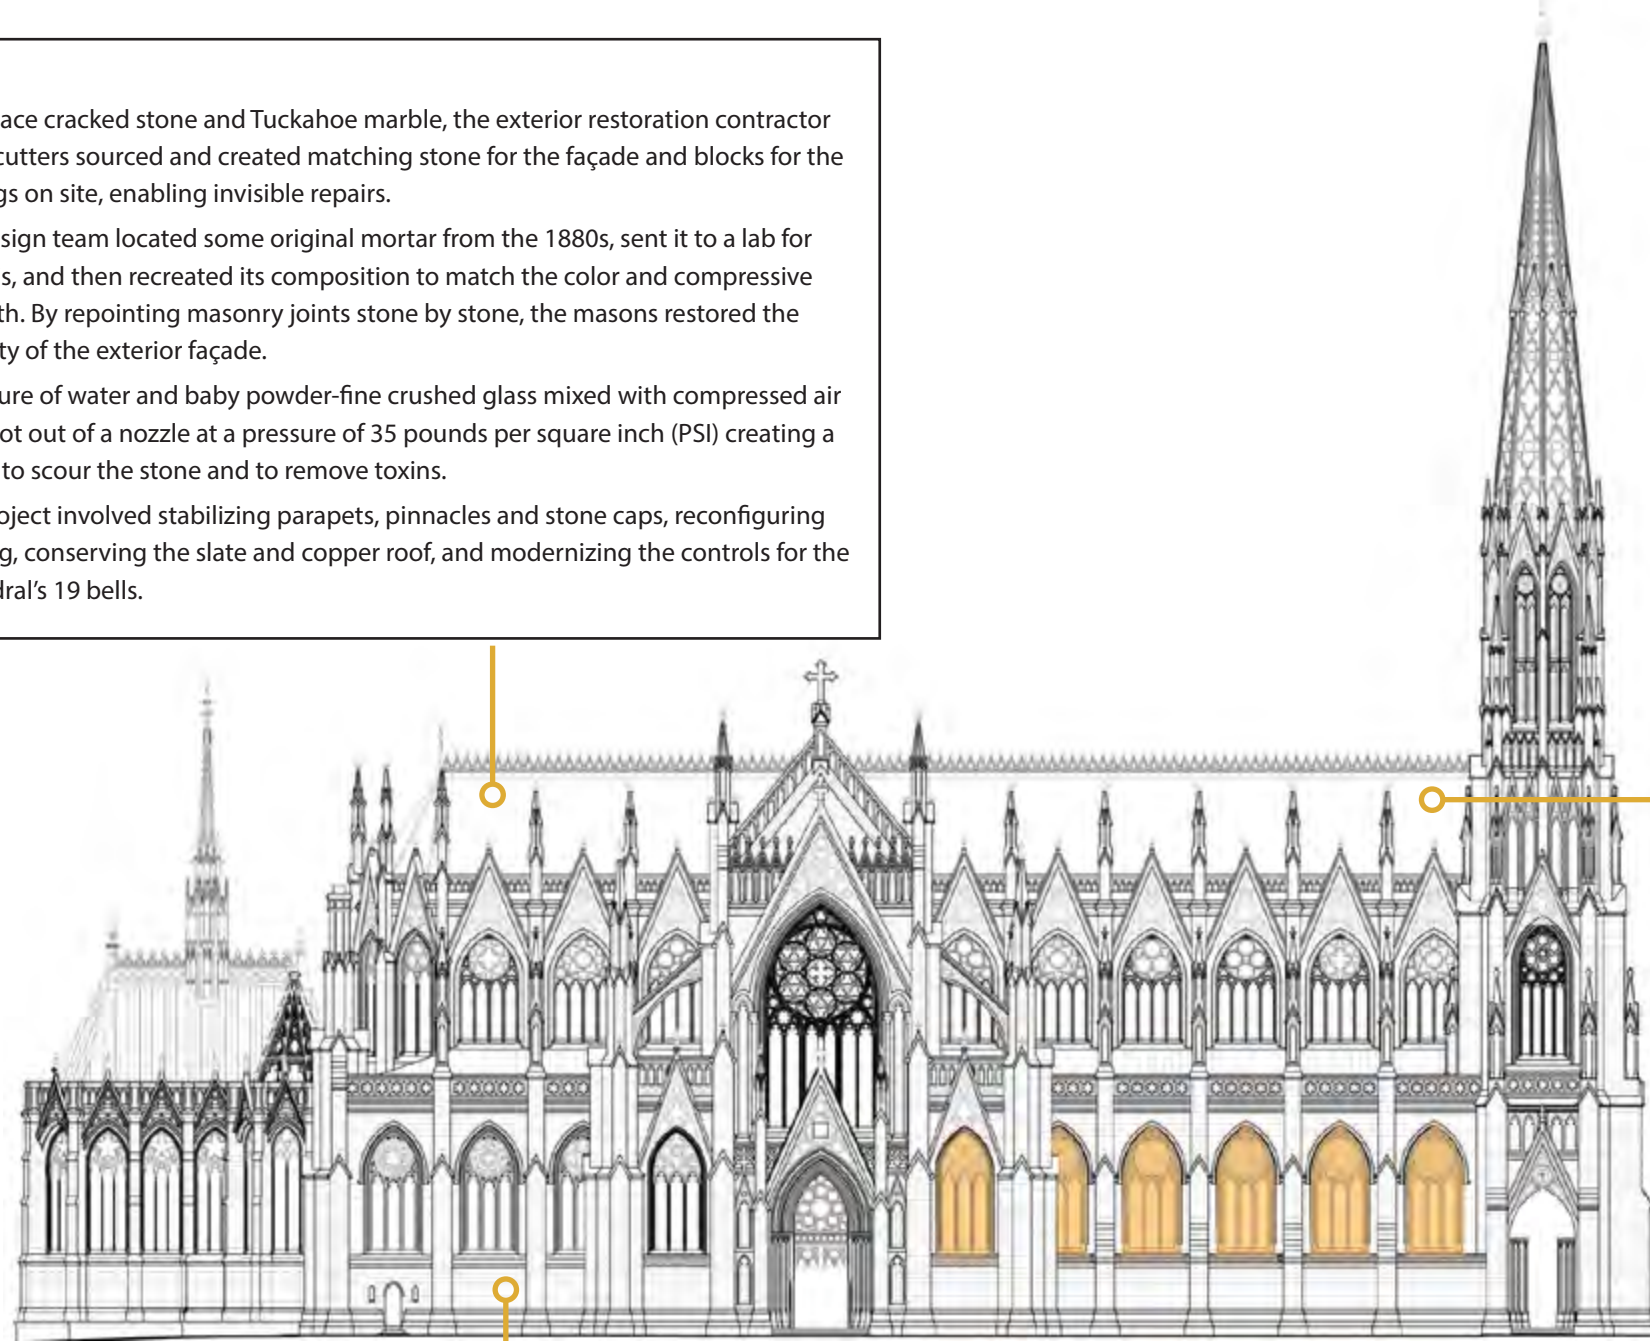 ace cracked stone and Tuckahoe marble, the exterior restoration contractor
cutters sourced and created matching stone for the façade and blocks for the
gs on site, enabling invisible repairs.
sign team located some original mortar from the 1880s, sent it to a lab for
s, and then recreated its composition to match the color and compressive
th. By repointing masonry joints stone by stone, the masons restored the
ty of the exterior façade.
ure of water and baby powder-fine crushed glass mixed with compressed air
ot out of a nozzle at a pressure of 35 pounds per square inch (PSI) creating a
to scour the stone and to remove toxins.
oject involved stabilizing parapets, pinnacles and stone caps, reconfiguring
g, conserving the slate and copper roof, and modernizing the controls for the
dral’s 19 bells.